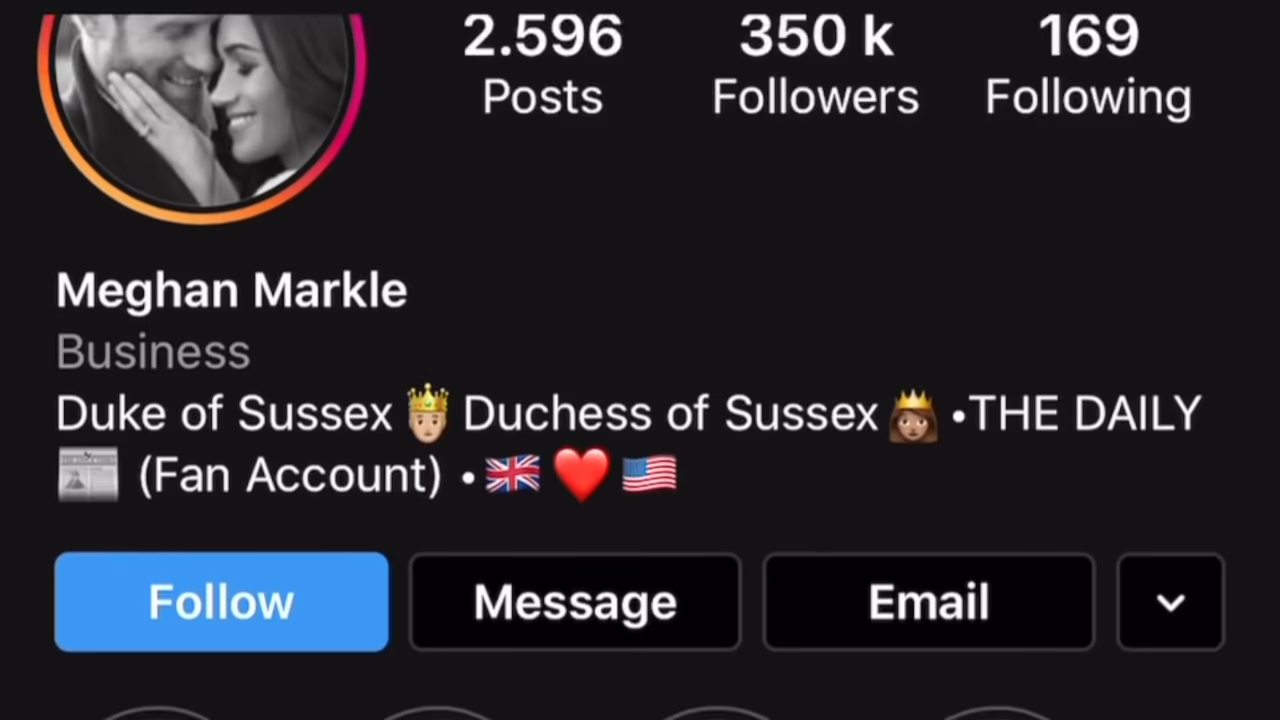 2.596 350 k 169
Posts Followers Following
Meghan Markle
Business
Duke of Sussex 🤴🏼 Duchess of Sussex 👸🏽 •THE DAILY
📰 (Fan Account) • 🇬🇧 ❤️ 🇺🇸
Follow Message Email